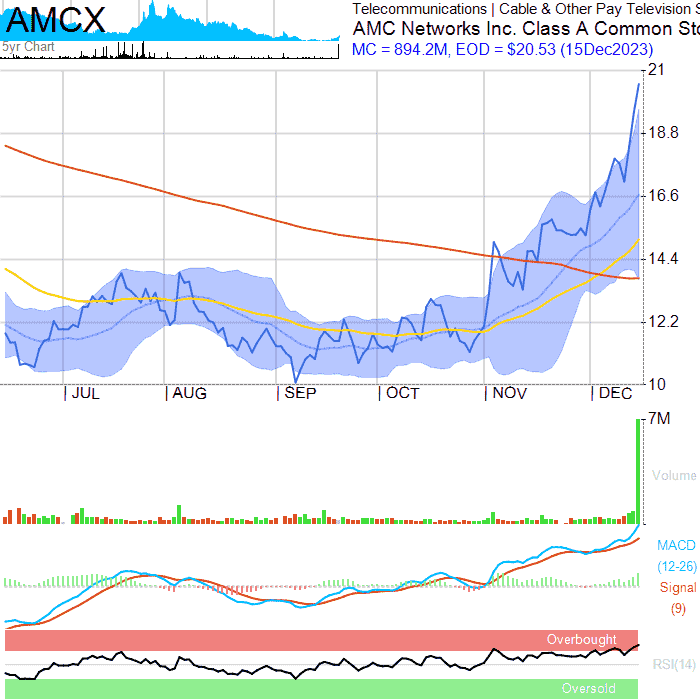 AMCX
5yr Chart
Telecommunications | Cable & Other Pay Television S
AMC Networks Inc. Class A Common Sto
MC = 894.2M, EOD = $20.53 (15Dec2023)
21
18.8
16.6
14.4
12.2
10
JUL AUG SEP OCT NOV DEC
7M
Volume
MACD
(12-26)
Signal
(9)
Overbought
RSI(14)
Oversold